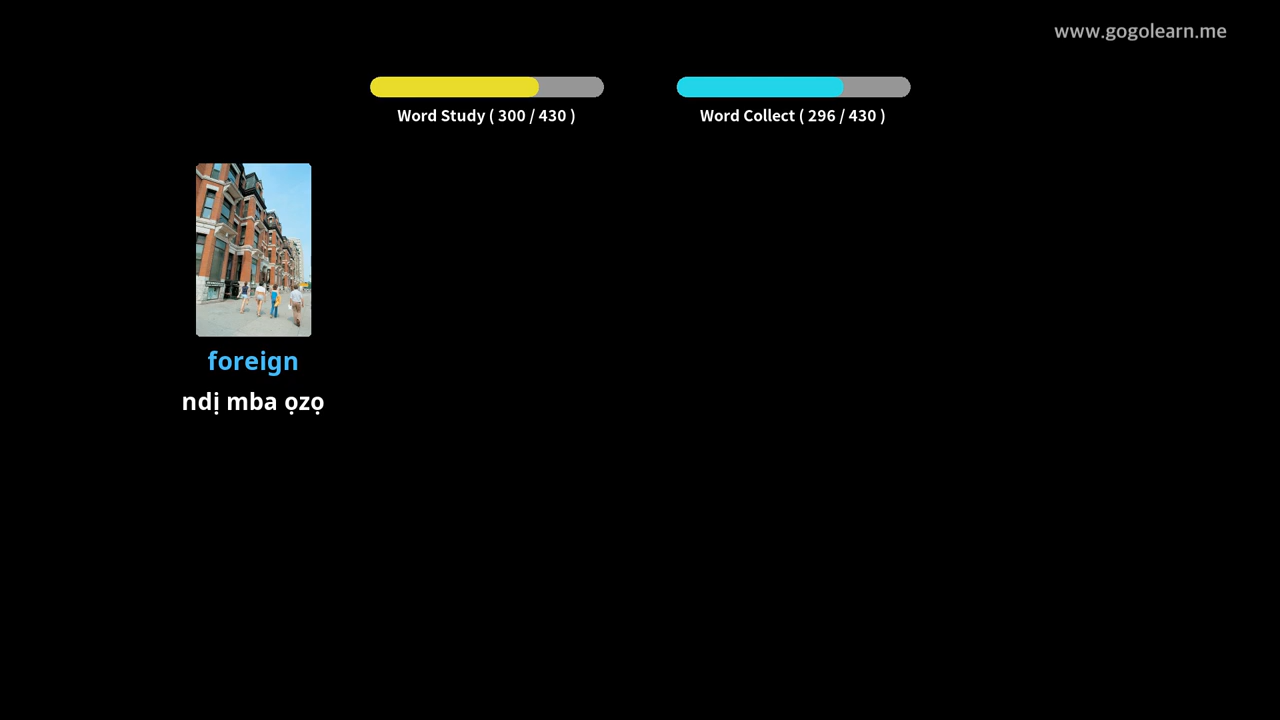 www.gogolearn.me
Word Study ( 300 / 430 )
Word Collect ( 296 / 430 )
foreign
ndị mba ọzọ